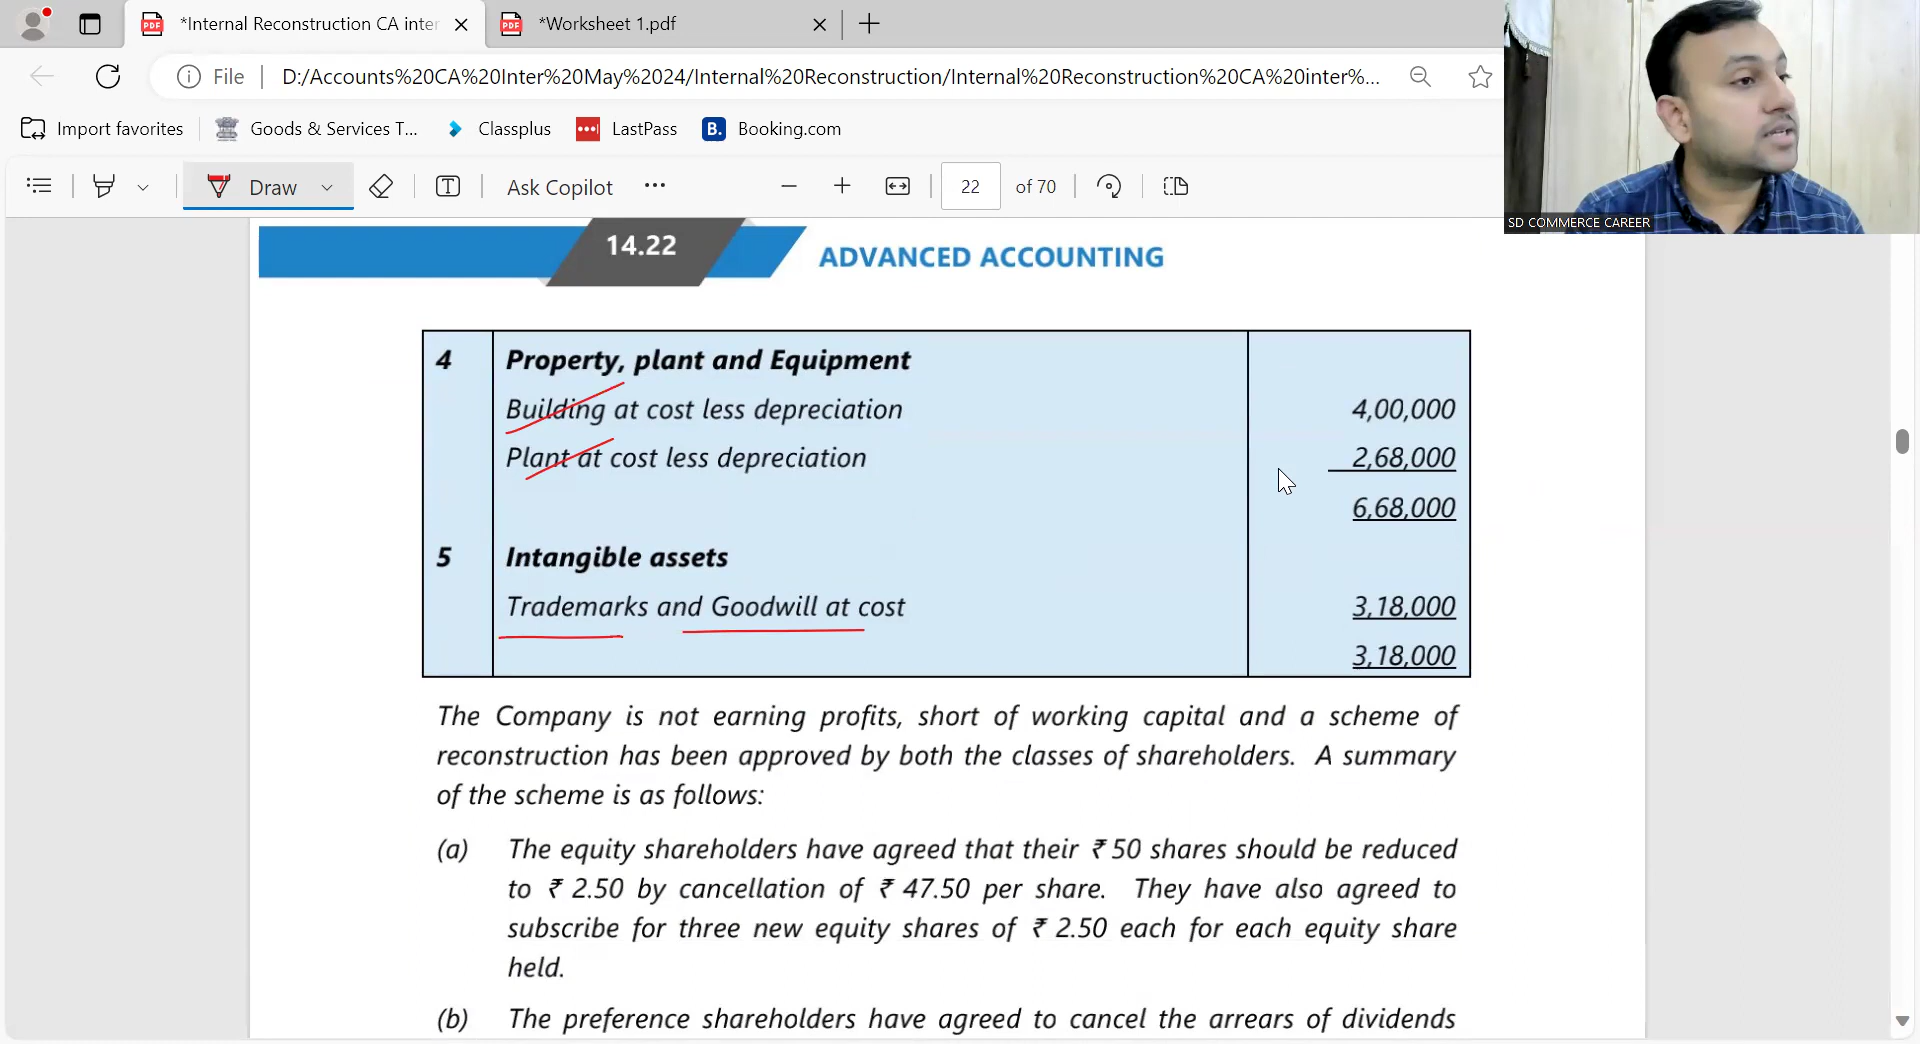 *Internal Reconstruction CA inter
*Worksheet 1.pdf
File
D:/Accounts%20CA%20Inter%20May%2024/Internal%20Reconstruction/Internal%20Reconstruction%20CA%20inter%...
Import favorites
Goods & Services T...
Classplus
LastPass
B. Booking.com
Draw
Ask Copilot
22 of 70
SD COMMERCE CAREER
14.22
ADVANCED ACCOUNTING
4 Property, plant and Equipment
Building at cost less depreciation 4,00,000
Plant at cost less depreciation 2,68,000
6,68,000
5 Intangible assets
Trademarks and Goodwill at cost 3,18,000
3,18,000
The Company is not earning profits, short of working capital and a scheme of
reconstruction has been approved by both the classes of shareholders. A summary
of the scheme is as follows:
(a) The equity shareholders have agreed that their ₹ 50 shares should be reduced
to ₹ 2.50 by cancellation of ₹ 47.50 per share. They have also agreed to
subscribe for three new equity shares of ₹ 2.50 each for each equity share
held.
(b) The preference shareholders have agreed to cancel the arrears of dividends